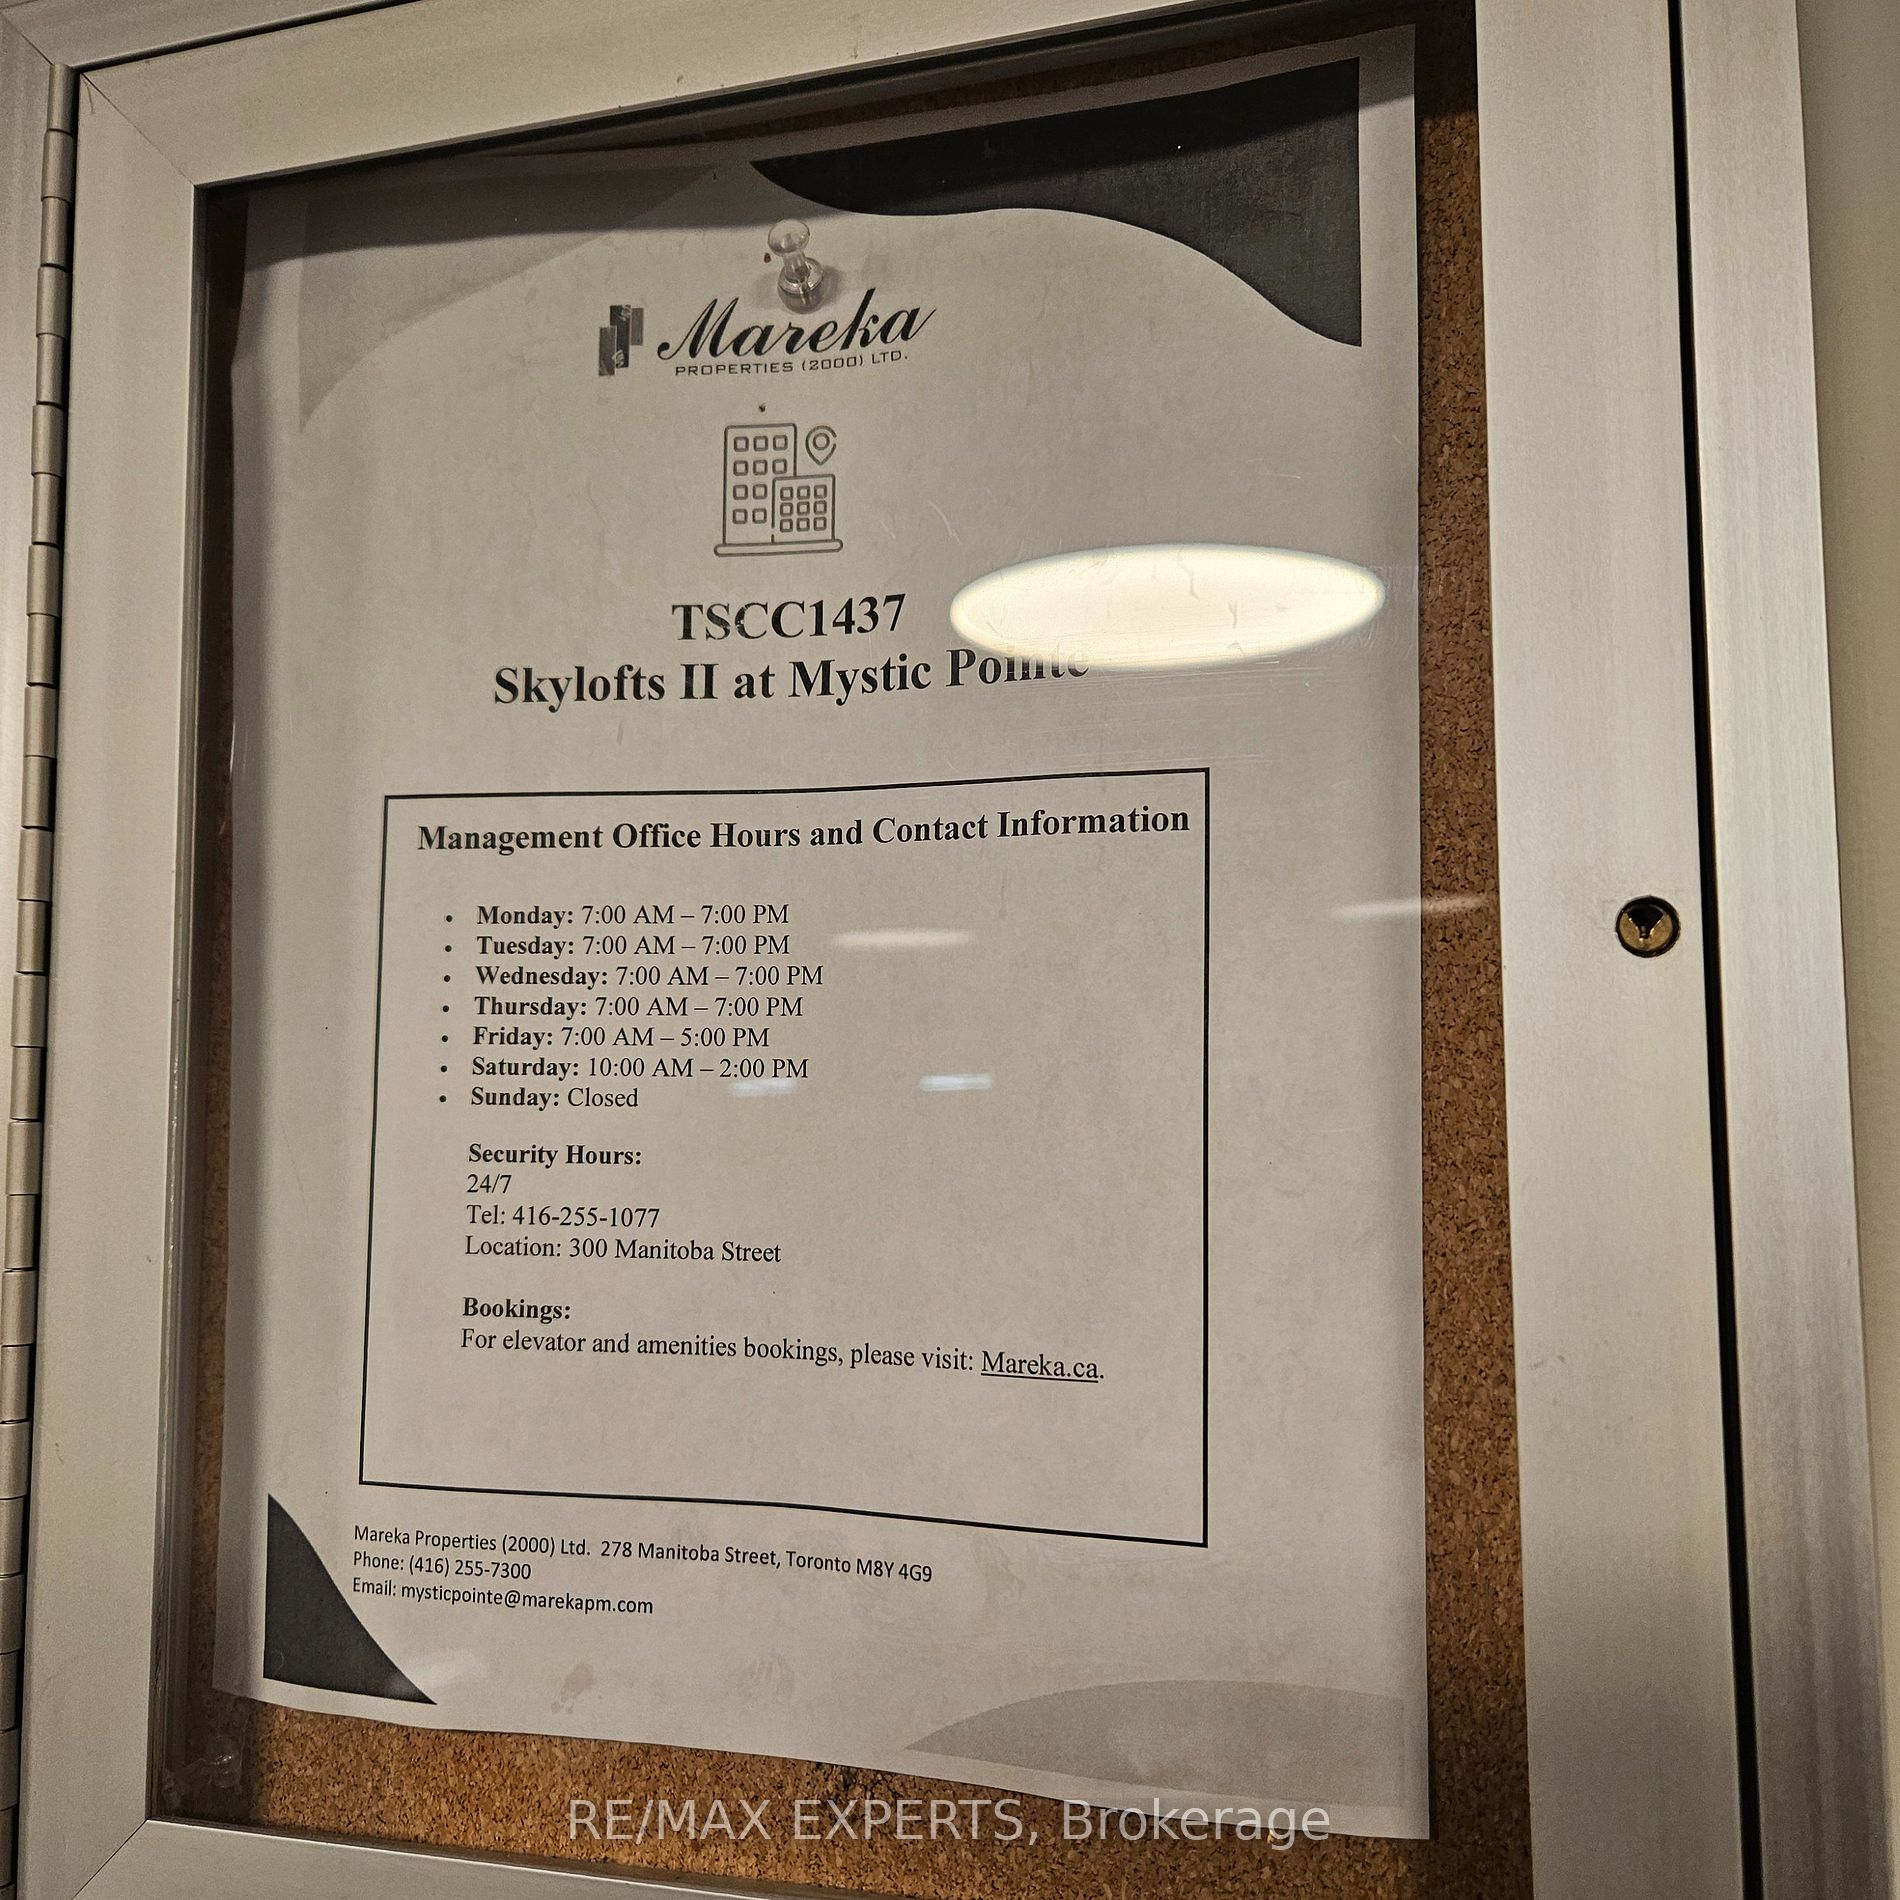 Mareka
PROPERTIES (2000) LTD.
TSCC1437
Skylofts II at Mystic Pointe
Management Office Hours and Contact Information
• Monday: 7:00 AM – 7:00 PM
• Tuesday: 7:00 AM – 7:00 PM
• Wednesday: 7:00 AM – 7:00 PM
• Thursday: 7:00 AM – 7:00 PM
• Friday: 7:00 AM – 5:00 PM
• Saturday: 10:00 AM – 2:00 PM
• Sunday: Closed
Security Hours:
24/7
Tel: 416-255-1077
Location: 300 Manitoba Street
Bookings:
For elevator and amenities bookings, please visit: Mareka.ca.
Mareka Properties (2000) Ltd. 278 Manitoba Street, Toronto M8Y 4G9
Phone: (416) 255-7300
Email: mysticpointe@marekapm.com
RE/MAX EXPERTS, Brokerage